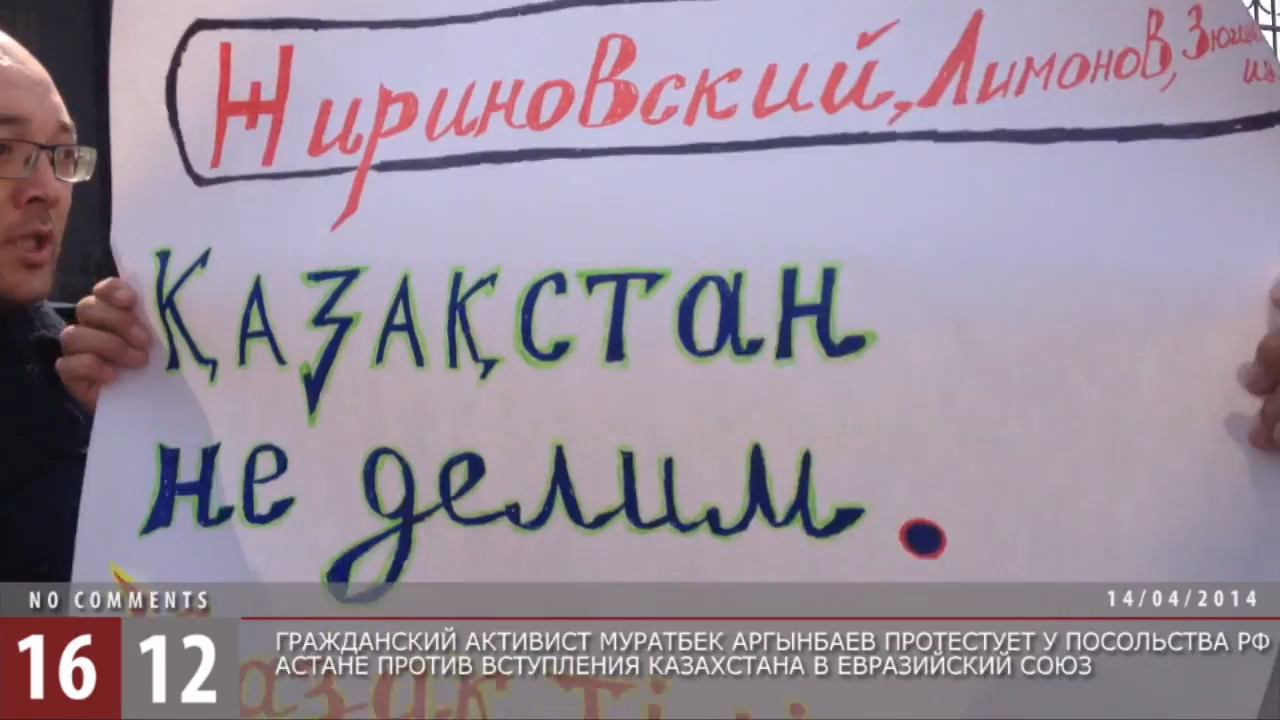 Жириновский, Лимонов,
Қазақстан
не делим.
NO COMMENTS
14/04/2014
16 12
ГРАЖДАНСКИЙ АКТИВИСТ МУРАТБЕК АРГЫНБАЕВ ПРОТЕСТУЕТ У ПОСОЛЬСТВА РФ
АСТАНЕ ПРОТИВ ВСТУПЛЕНИЯ КАЗАХСТАНА В ЕВРАЗИЙСКИЙ СОЮЗ